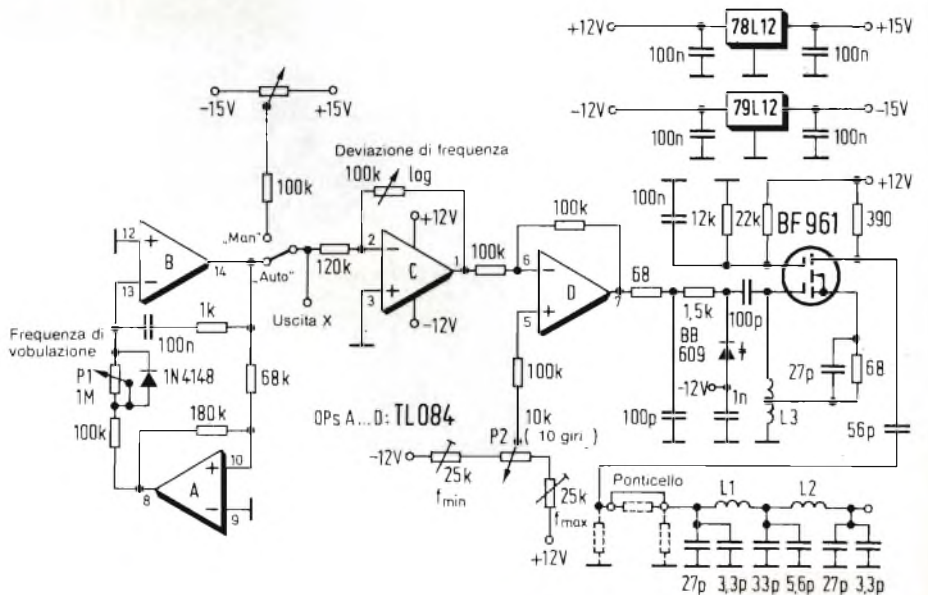 +12V 78L12 +15V
100n 100n
-12V 79L12 -15V
100n 100n
-15V +15V
100k
„Man"
„Auto"
Deviazione di frequenza
100k log
120k
Uscita X
2 − +12V
C 1
3 + -12V
100k
100k
6 −
D 7
5 +
100k
12 +
B 14
13 −
1k
100n
Frequenza di
vobulazione
P1
1M
1N4148
68k
180k
100k
8 A + 10
− 9
OPs A...D: TL084
10k
P2 ( 10 giri )
-12V
25k
fmin
25k
fmax
+12V
100n
12k 22k BF961 390
+12V
68
1,5k
100p
BB
609
-12V
1n
100p
L3
27p 68
56p
Ponticello
L1 L2
27p 3,3p 33p 5,6p 27p 3,3p